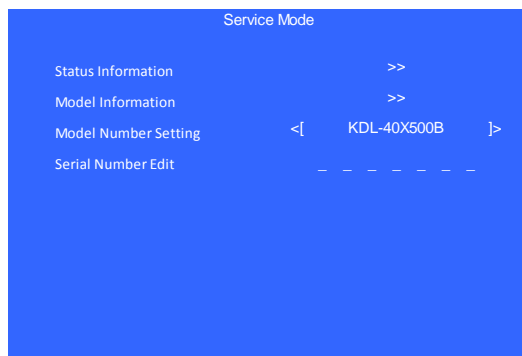 Service Mode
Status Information >>
Model Information >>
Model Number Setting <[ KDL-40X500B ]>
Serial Number Edit _ _ _ _ _ _ _